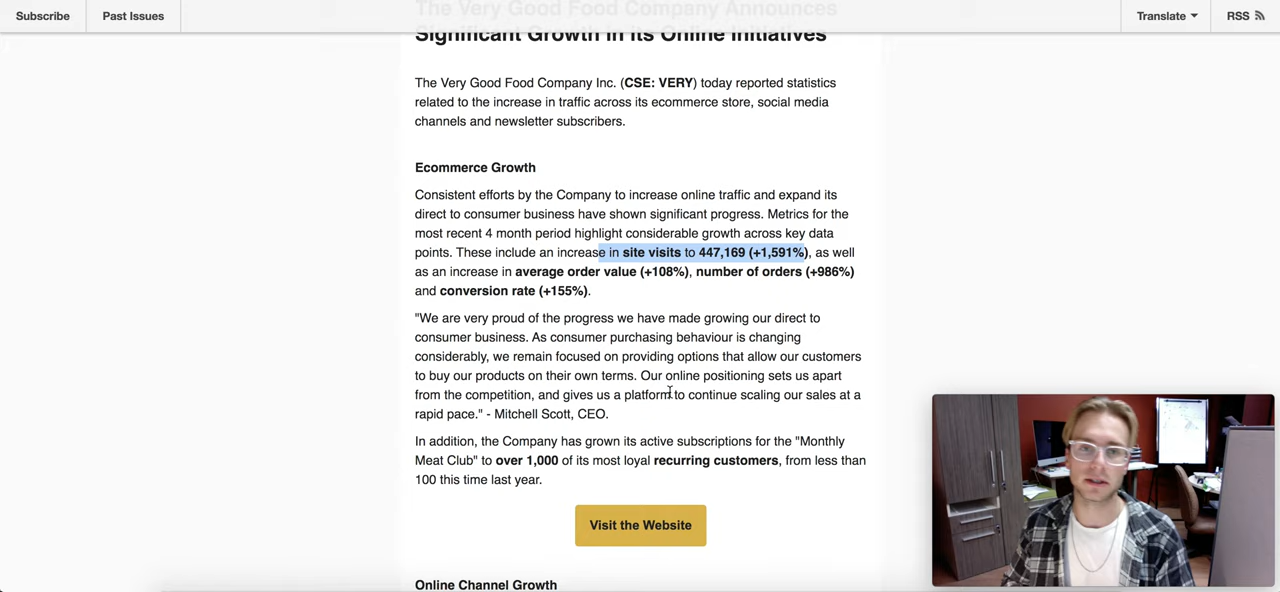 Subscribe
Past Issues
Translate
RSS
The Very Good Food Company Announces
Significant Growth in its Online Initiatives
The Very Good Food Company Inc. (CSE: VERY) today reported statistics
related to the increase in traffic across its ecommerce store, social media
channels and newsletter subscribers.
Ecommerce Growth
Consistent efforts by the Company to increase online traffic and expand its
direct to consumer business have shown significant progress. Metrics for the
most recent 4 month period highlight considerable growth across key data
points. These include an increase in site visits to 447,169 (+1,591%), as well
as an increase in average order value (+108%), number of orders (+986%)
and conversion rate (+155%).
"We are very proud of the progress we have made growing our direct to
consumer business. As consumer purchasing behaviour is changing
considerably, we remain focused on providing options that allow our customers
to buy our products on their own terms. Our online positioning sets us apart
from the competition, and gives us a platform to continue scaling our sales at a
rapid pace." - Mitchell Scott, CEO.
In addition, the Company has grown its active subscriptions for the "Monthly
Meat Club" to over 1,000 of its most loyal recurring customers, from less than
100 this time last year.
Visit the Website
Online Channel Growth